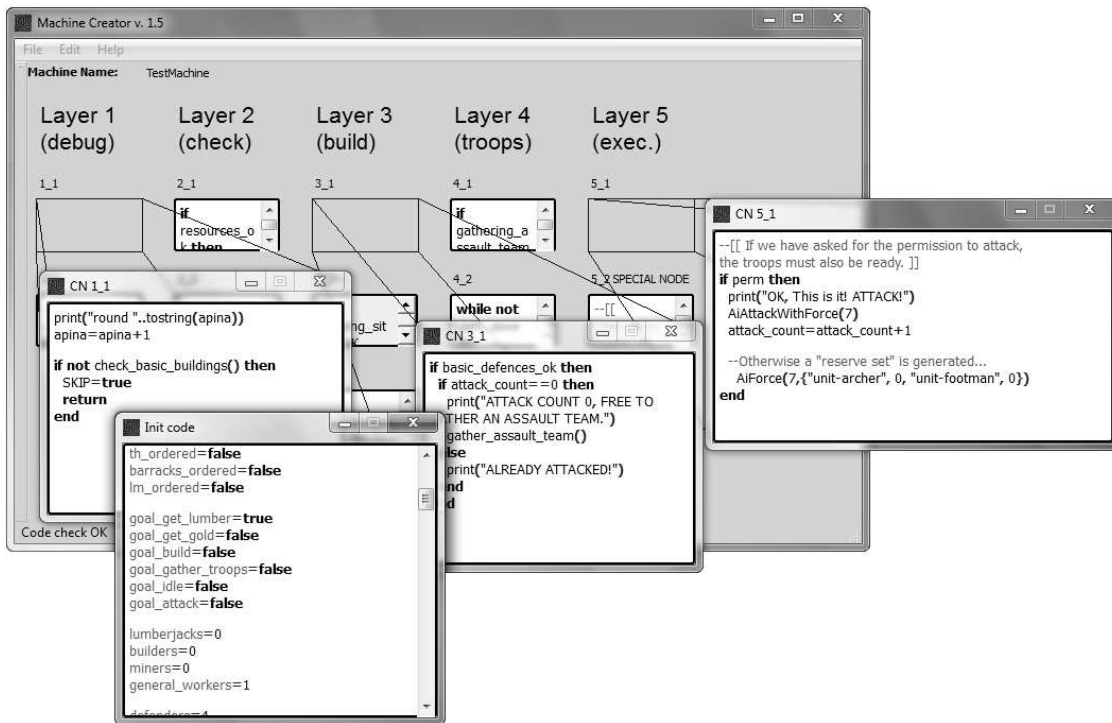 Machine Creator v. 1.5
File Edit Help
Machine Name: TestMachine
Layer 1
(debug)
Layer 2
(check)
Layer 3
(build)
Layer 4
(troops)
Layer 5
(exec.)
1_1
2_1
3_1
4_1
5_1
if
resources_o
k then
if
gathering_a
ssault_team
4_2
5_2 SPECIAL NODE
while not
--[[
Code check OK
CN 1_1
print("round "..tostring(apina))
apina=apina+1
if not check_basic_buildings() then
SKIP=true
return
end
Init code
th_ordered=false
barracks_ordered=false
lm_ordered=false
goal_get_lumber=true
goal_get_gold=false
goal_build=false
goal_gather_troops=false
goal_idle=false
goal_attack=false
lumberjacks=0
builders=0
miners=0
general_workers=1
defenders=4
CN 3_1
if basic_defences_ok then
if attack_count==0 then
print("ATTACK COUNT 0, FREE TO
THER AN ASSAULT TEAM.")
gather_assault_team()
lse
print("ALREADY ATTACKED!")
end
d
CN 5_1
--[[ If we have asked for the permission to attack,
the troops must also be ready. ]]
if perm then
print("OK, This is it! ATTACK!")
AiAttackWithForce(7)
attack_count=attack_count+1
--Otherwise a "reserve set" is generated...
AiForce(7,{"unit-archer", 0, "unit-footman", 0})
end